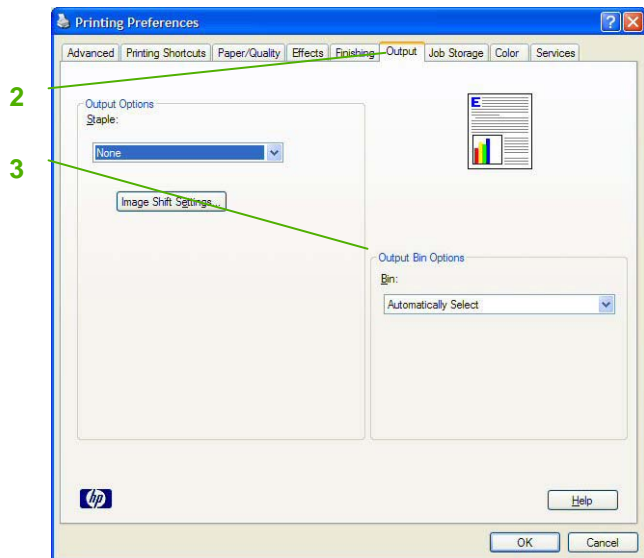 Printing Preferences
Advanced Printing Shortcuts Paper/Quality Effects Finishing Output Job Storage Color Services
2
Output Options
Staple:
None
3
Image Shift Settings...
E
Output Bin Options
Bin:
Automatically Select
hp
Help
OK Cancel